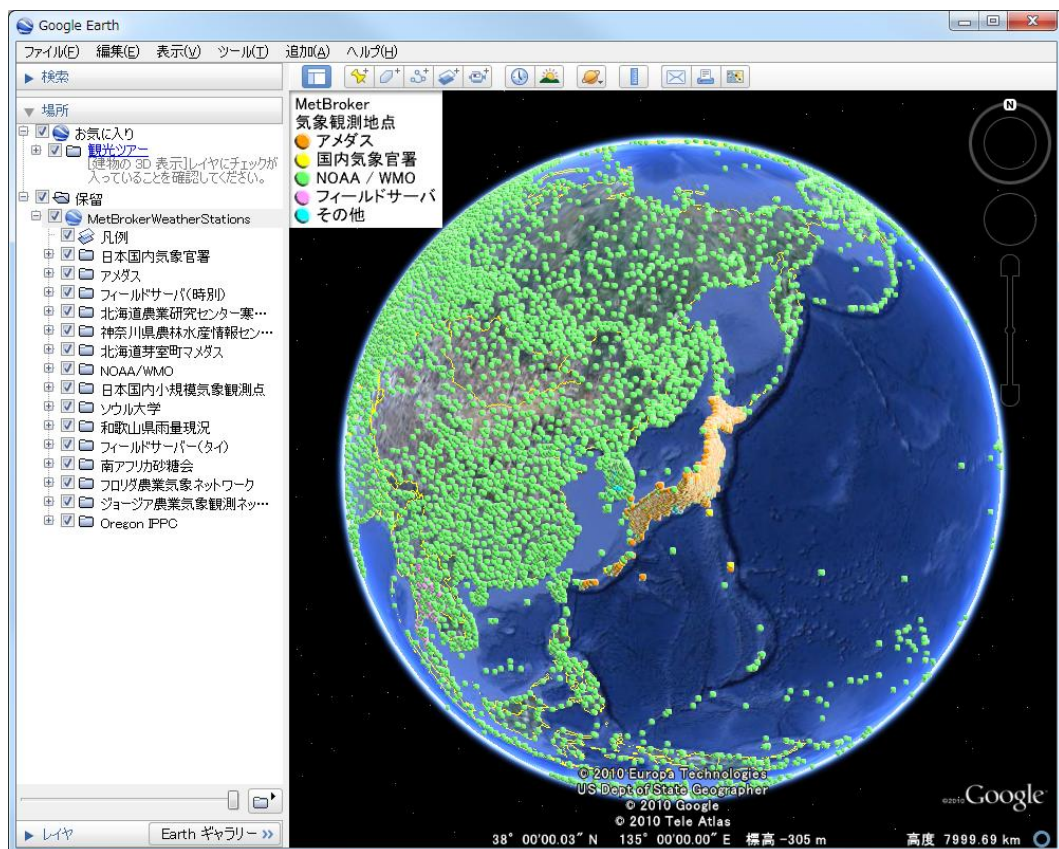 Google Earth
ファイル(F) 編集(E) 表示(V) ツール(T) 追加(A) ヘルプ(H)
検索
場所
お気に入り
観光ツアー
[建物の 3D 表示]レイヤにチェックが
入っていることを確認してください。
保留
MetBrokerWeatherStations
凡例
日本国内気象官署
アメダス
フィールドサーバ(時別)
北海道農業研究センター寒…
神奈川県農林水産情報セン…
北海道芽室町マメダス
NOAA/WMO
日本国内小規模気象観測点
ソウル大学
和歌山県雨量現況
フィールドサーバー(タイ)
南アフリカ砂糖会
フロリダ農業気象ネットワーク
ジョージア農業気象観測ネッ…
Oregon IPPC
レイヤ
Earth ギャラリー >>
MetBroker
気象観測地点
アメダス
国内気象官署
NOAA / WMO
フィールドサーバ
その他
N
© 2010 Europa Technologies
US Dept of State Geographer
© 2010 Google
© 2010 Tele Atlas
©2010 Google
38° 00'00.03" N 135° 00'00.00" E 標高 -305 m 高度 7999.69 km